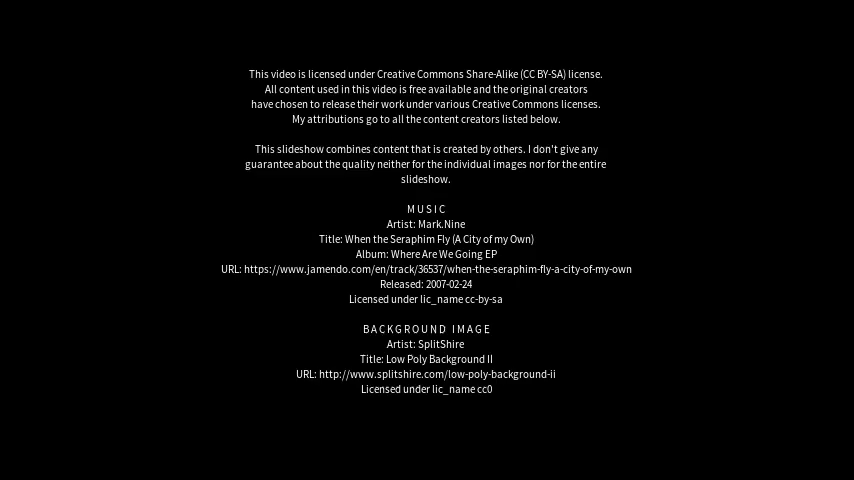 This video is licensed under Creative Commons Share-Alike (CC BY-SA) license.
All content used in this video is free available and the original creators
have chosen to release their work under various Creative Commons licenses.
My attributions go to all the content creators listed below.
This slideshow combines content that is created by others. I don't give any
guarantee about the quality neither for the individual images nor for the entire
slideshow.
MUSIC
Artist: Mark.Nine
Title: When the Seraphim Fly (A City of my Own)
Album: Where Are We Going EP
URL: https://www.jamendo.com/en/track/36537/when-the-seraphim-fly-a-city-of-my-own
Released: 2007-02-24
Licensed under lic_name cc-by-sa
BACKGROUND IMAGE
Artist: SplitShire
Title: Low Poly Background II
URL: http://www.splitshire.com/low-poly-background-ii
Licensed under lic_name cc0